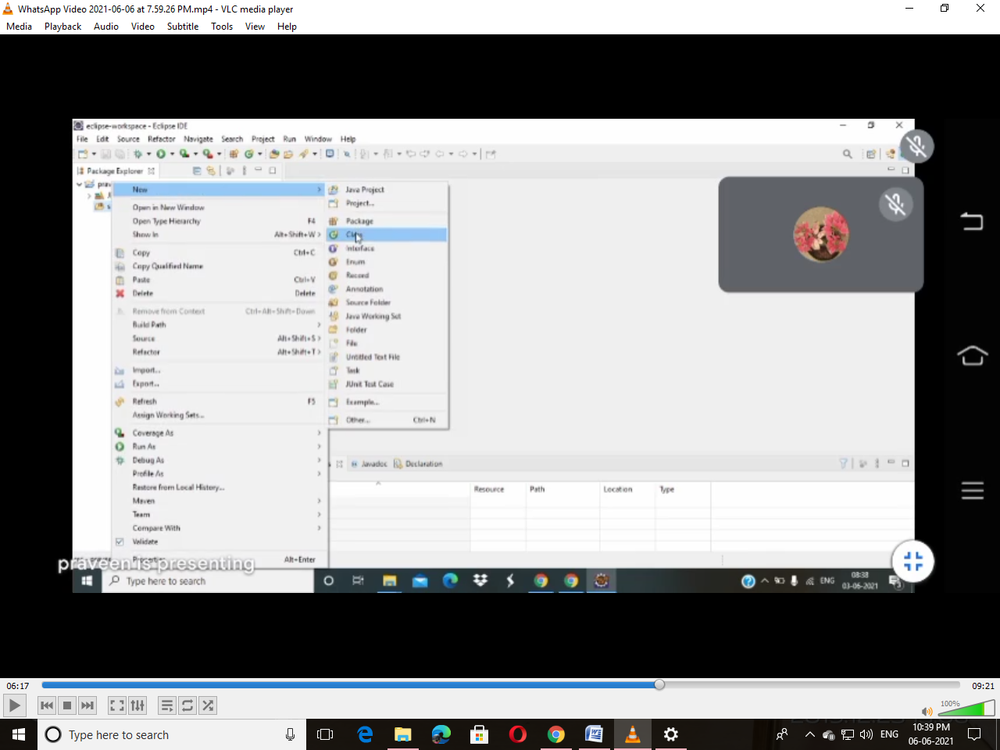 WhatsApp Video 2021-06-06 at 7.59.26 PM.mp4 - VLC media player
Media Playback Audio Video Subtitle Tools View Help
eclipse-workspace - Eclipse IDE
File Edit Source Refactor Navigate Search Project Run Window Help
Package Explorer
New
Open in New Window
Open Type Hierarchy F4
Show In Alt+Shift+W
Copy Ctrl+C
Copy Qualified Name
Paste Ctrl+V
Delete Delete
Remove from Context Ctrl+Alt+Shift+Down
Build Path
Source Alt+Shift+S
Refactor Alt+Shift+T
Import...
Export...
Refresh F5
Assign Working Sets...
Coverage As
Run As
Debug As
Profile As
Restore from Local History...
Maven
Team
Compare With
Validate
Alt+Enter
Java Project
Project...
Package
Class
Interface
Enum
Record
Annotation
Source Folder
Java Working Set
Folder
File
Untitled Text File
Task
JUnit Test Case
Example...
Other... Ctrl+N
Javadoc Declaration
Resource Path Location Type
praveen is presenting
Type here to search
ENG
08:38
03-06-2021
06:17
09:21
100%
Type here to search
ENG
10:39 PM
06-06-2021